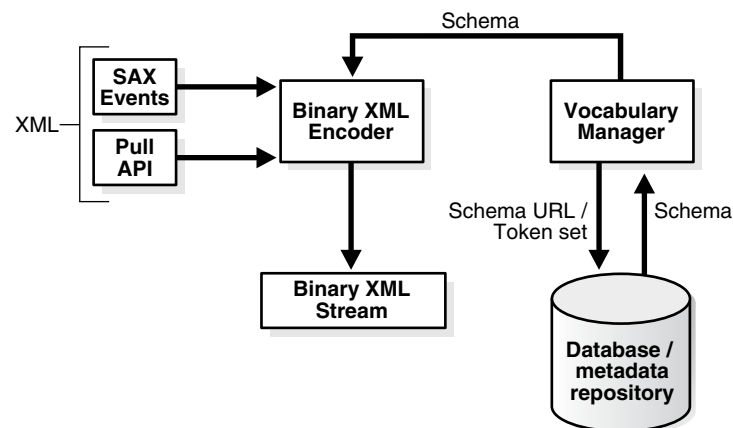 Schema
SAX
Events
XML
Pull
API
Binary XML
Encoder
Vocabulary
Manager
Schema URL /
Token set
Schema
Binary XML
Stream
Database /
metadata
repository